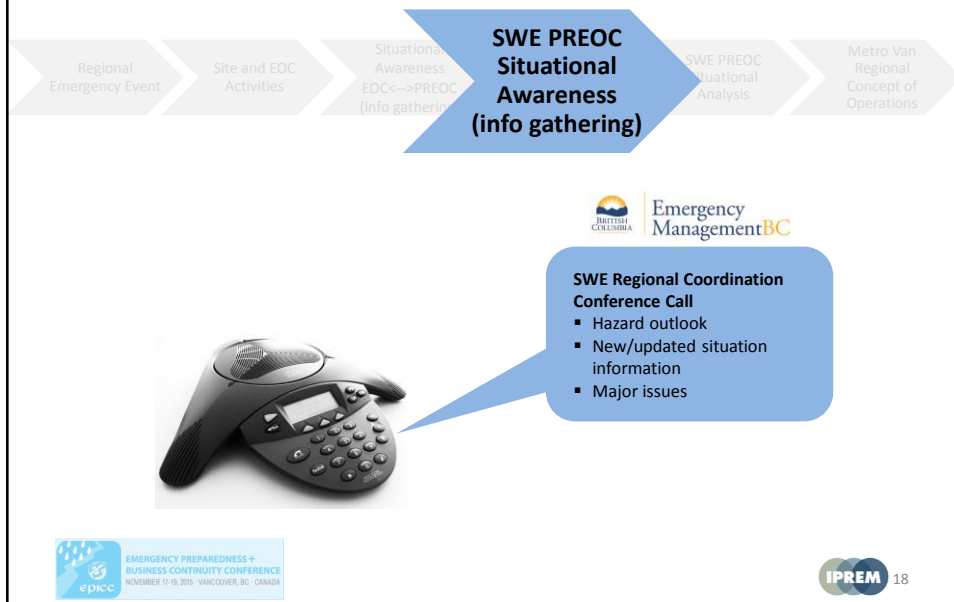 Regional
Emergency Event
Site and EOC
Activities
Situational
Awareness
EOC<-->PREOC
(info gathering
SWE PREOC
Situational
Awareness
(info gathering)
SWE PREOC
Situational
Analysis
Metro Van
Regional
Concept of
Operations
BRITISH
COLUMBIA
Emergency
ManagementBC
SWE Regional Coordination
Conference Call
▪ Hazard outlook
▪ New/updated situation
information
▪ Major issues
epicc
EMERGENCY PREPAREDNESS+
BUSINESS CONTINUITY CONFERENCE
NOVEMBER 17-19, 2015 · VANCOUVER, BC · CANADA
IPREM
18